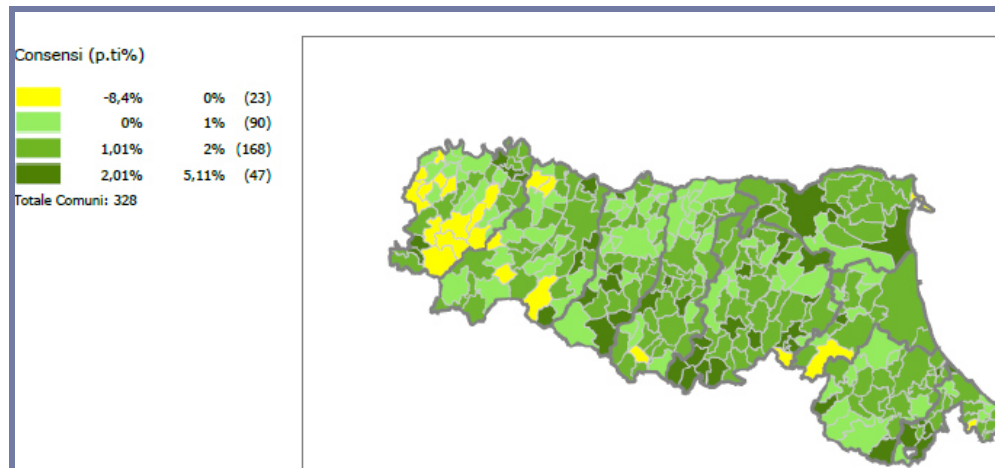 Consensi (p.ti%)
-8,4% 0% (23)
0% 1% (90)
1,01% 2% (168)
2,01% 5,11% (47)
Totale Comuni: 328